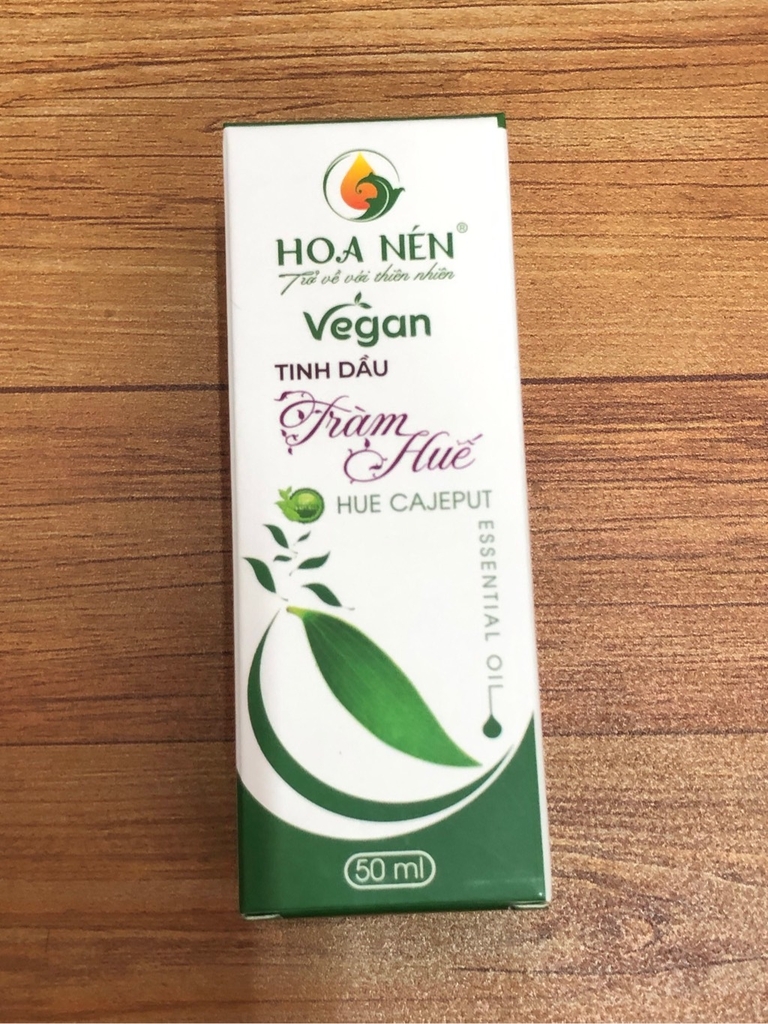 HOA NÉN®
Trở về với thiên nhiên
Vegan
TINH DẦU
Tràm
Huế
HUE CAJEPUT
ESSENTIAL OIL
50 ml